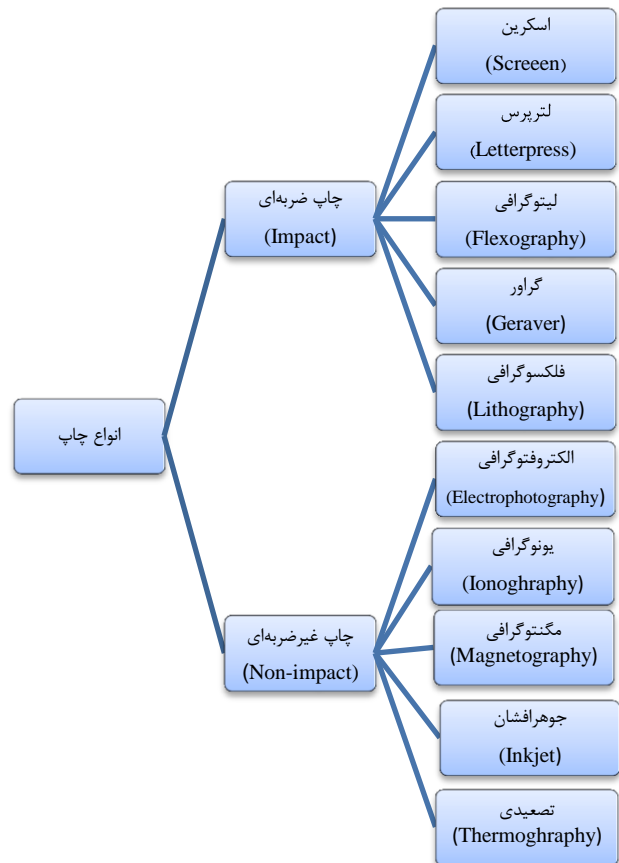 انواع چاپ
چاپ ضربه‌ای
(Impact)
اسکرین
(Screeen)
لترپرس
(Letterpress)
لیتوگرافی
(Flexography)
گراور
(Geraver)
فلکسوگرافی
(Lithography)
چاپ غیرضربه‌ای
(Non-impact)
الکتروفتوگرافی
(Electrophotography)
یونوگرافی
(Ionoghraphy)
مگنتوگرافی
(Magnetography)
جوهرافشان
(Inkjet)
تصعیدی
(Thermoghraphy)